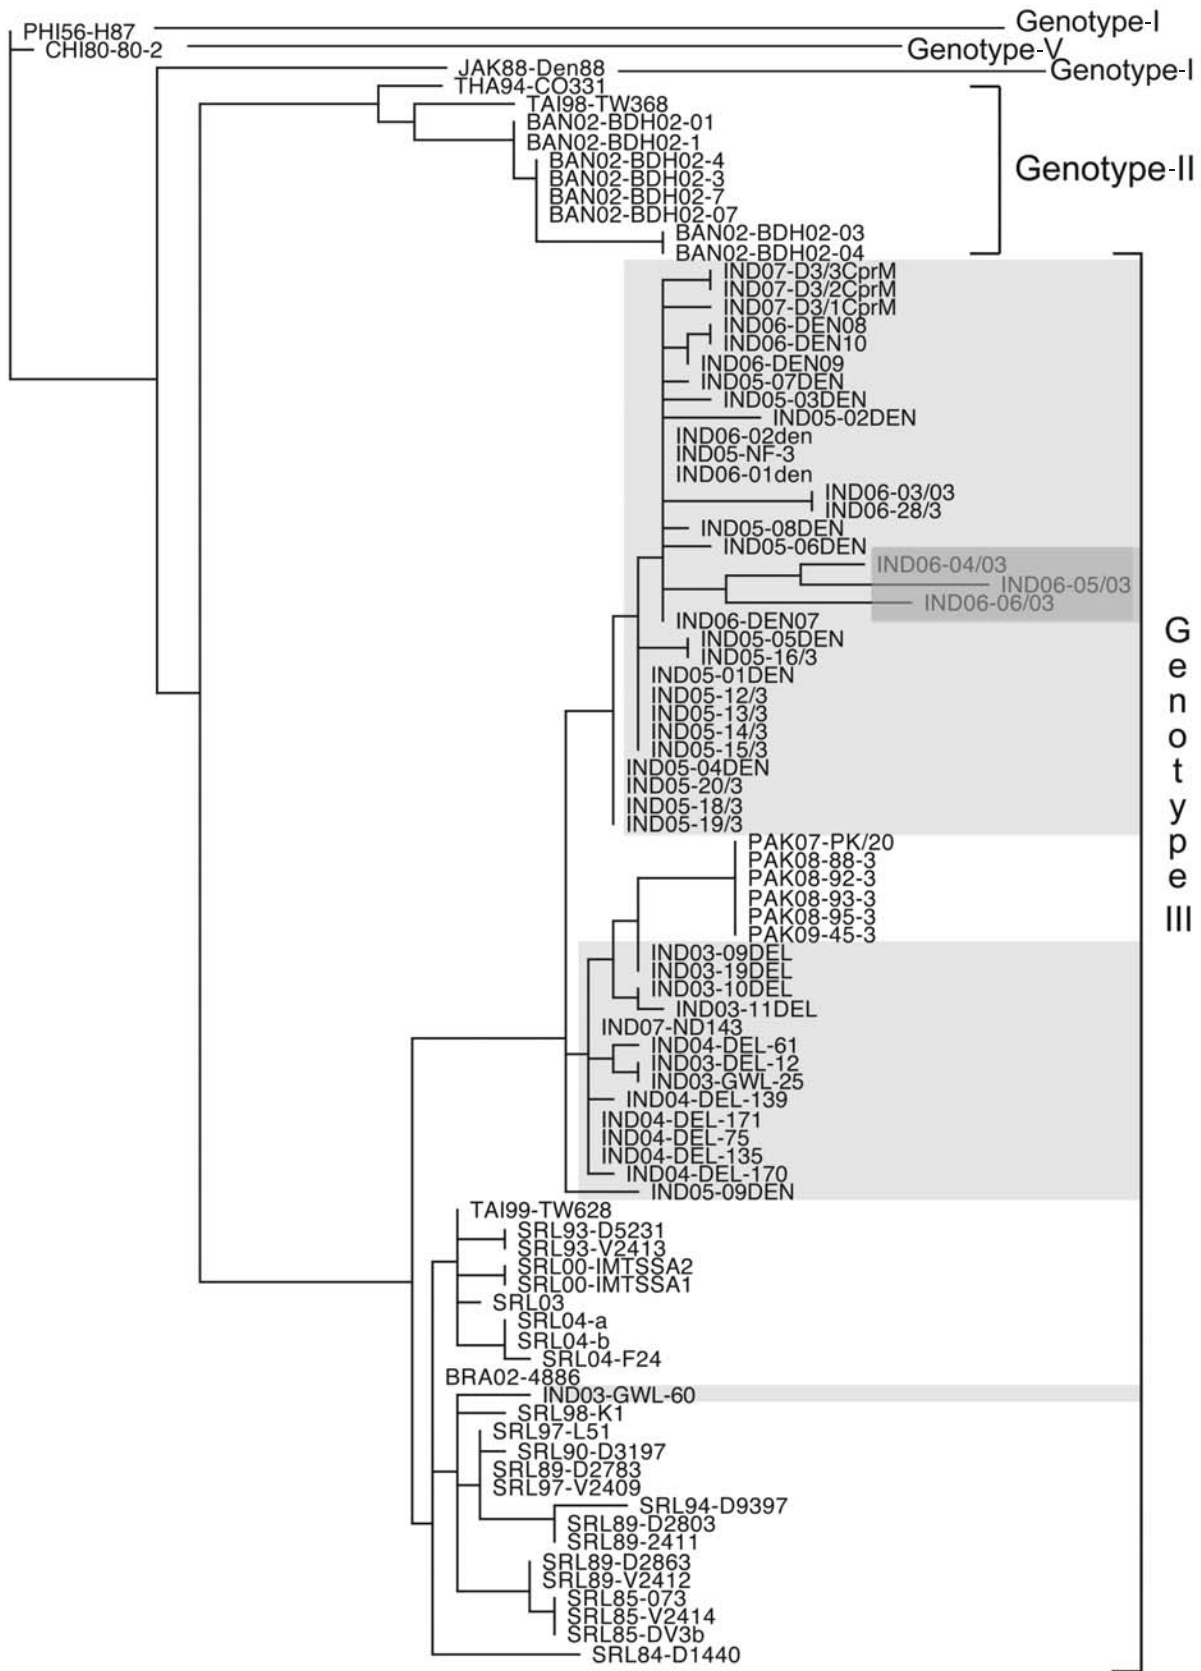 PHI56-H87 Genotype-I
CHI80-80-2 Genotype-V
JAK88-Den88 Genotype-I
THA94-CO331
TAI98-TW368
BAN02-BDH02-01
BAN02-BDH02-1
BAN02-BDH02-4
BAN02-BDH02-3
BAN02-BDH02-7
BAN02-BDH02-07
BAN02-BDH02-03
BAN02-BDH02-04
Genotype-II
IND07-D3/3CprM
IND07-D3/2CprM
IND07-D3/1CprM
IND06-DEN08
IND06-DEN10
IND06-DEN09
IND05-07DEN
IND05-03DEN
IND05-02DEN
IND06-02den
IND05-NF-3
IND06-01den
IND06-03/03
IND06-28/3
IND05-08DEN
IND05-06DEN
IND06-04/03
IND06-05/03
IND06-06/03
IND06-DEN07
IND05-05DEN
IND05-16/3
IND05-01DEN
IND05-12/3
IND05-13/3
IND05-14/3
IND05-15/3
IND05-04DEN
IND05-20/3
IND05-18/3
IND05-19/3
PAK07-PK/20
PAK08-88-3
PAK08-92-3
PAK08-93-3
PAK08-95-3
PAK09-45-3
IND03-09DEL
IND03-19DEL
IND03-10DEL
IND03-11DEL
IND07-ND143
IND04-DEL-61
IND03-DEL-12
IND03-GWL-25
IND04-DEL-139
IND04-DEL-171
IND04-DEL-75
IND04-DEL-135
IND04-DEL-170
IND05-09DEN
TAI99-TW628
SRL93-D5231
SRL93-V2413
SRL00-IMTSSA2
SRL00-IMTSSA1
SRL03
SRL04-a
SRL04-b
SRL04-F24
BRA02-4886
IND03-GWL-60
SRL98-K1
SRL97-L51
SRL90-D3197
SRL89-D2783
SRL97-V2409
SRL94-D9397
SRL89-D2803
SRL89-2411
SRL89-D2863
SRL89-V2412
SRL85-073
SRL85-V2414
SRL85-DV3b
SRL84-D1440
Genotype III